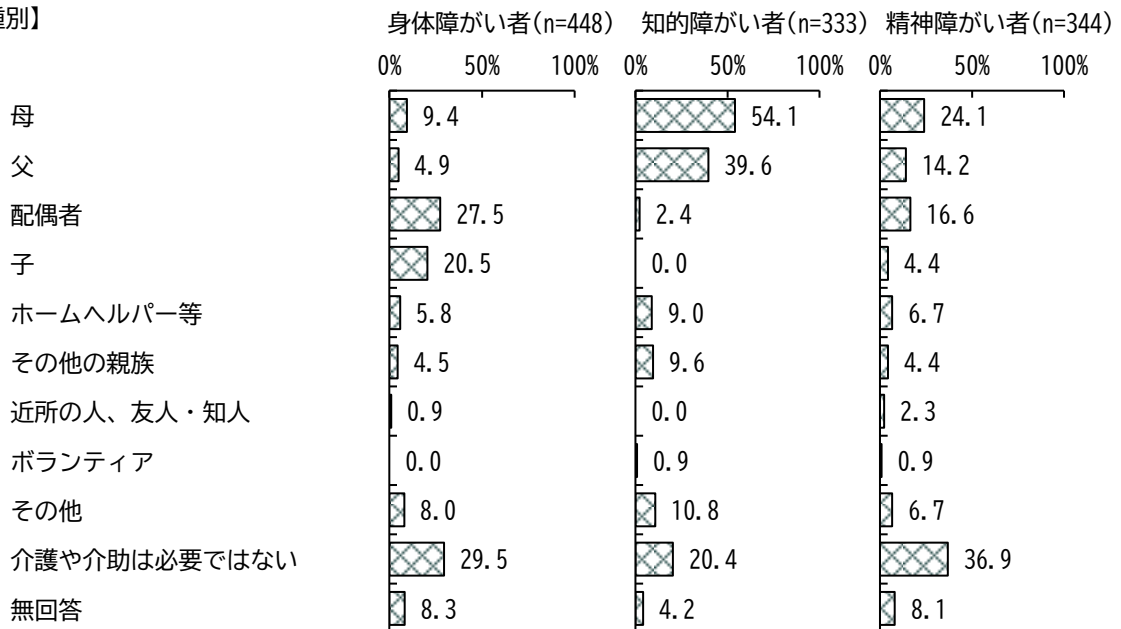 種別】
身体障がい者(n=448) 知的障がい者(n=333) 精神障がい者(n=344)
0% 50% 100% 0% 50% 100% 0% 50% 100%
母 9.4 54.1 24.1
父 4.9 39.6 14.2
配偶者 27.5 2.4 16.6
子 20.5 0.0 4.4
ホームヘルパー等 5.8 9.0 6.7
その他の親族 4.5 9.6 4.4
近所の人、友人・知人 0.9 0.0 2.3
ボランティア 0.0 0.9 0.9
その他 8.0 10.8 6.7
介護や介助は必要ではない 29.5 20.4 36.9
無回答 8.3 4.2 8.1